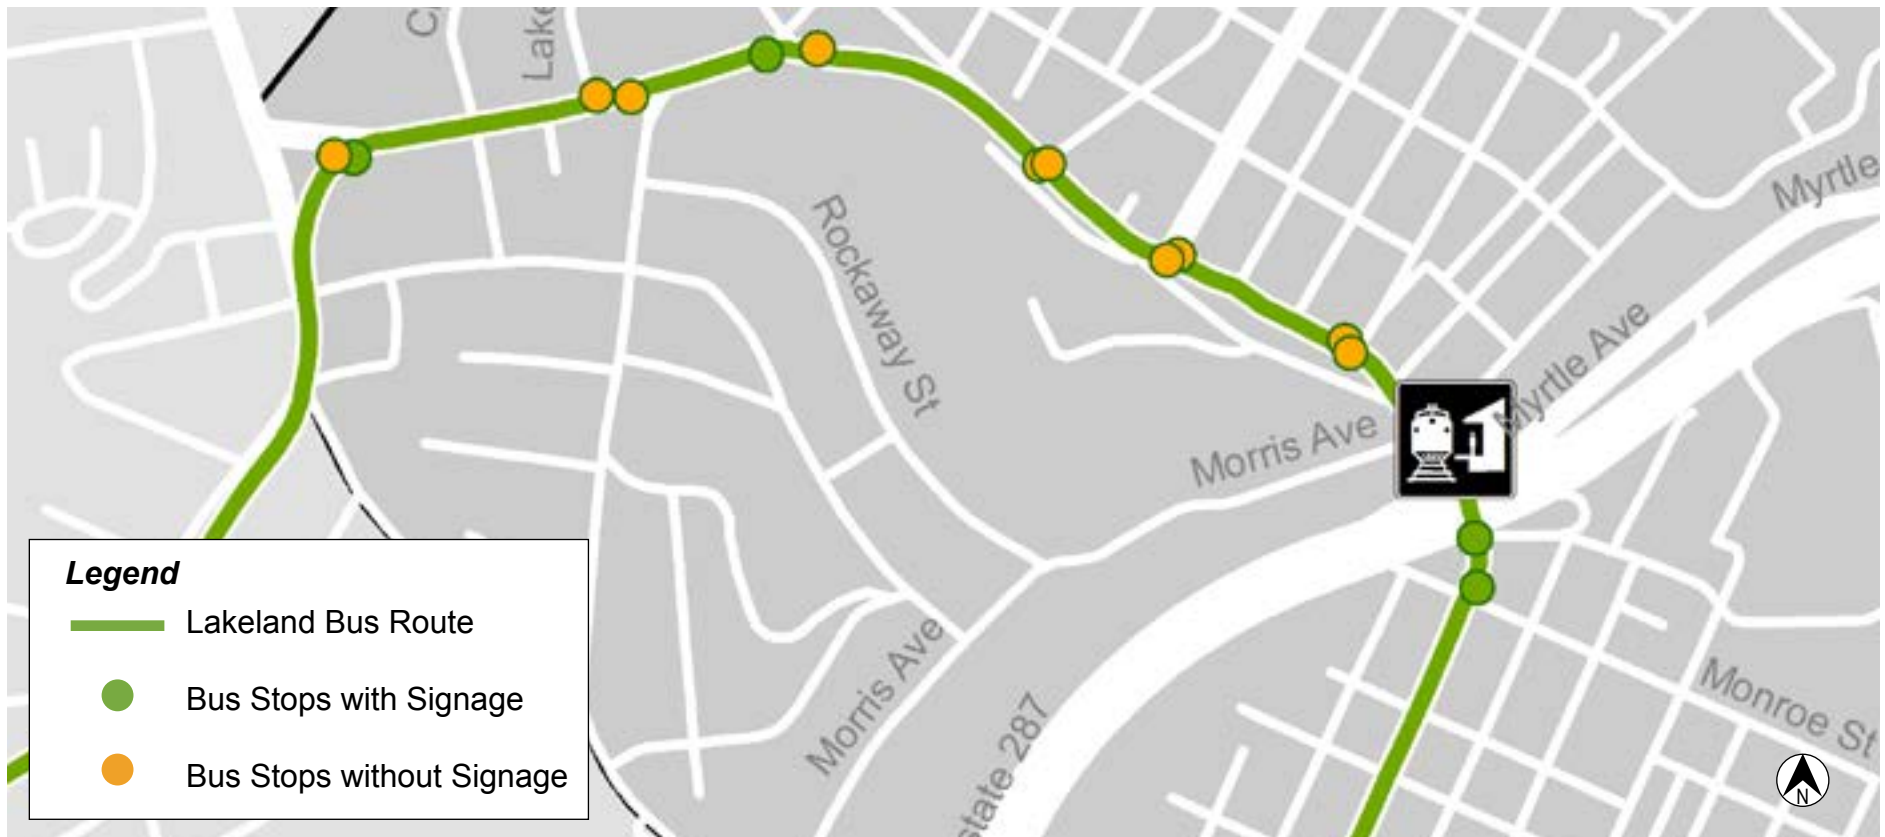 Lake
Myrtle
Rockaway St
Myrtle Ave
Morris Ave
Morris Ave
Monroe St
state 287
Legend
Lakeland Bus Route
Bus Stops with Signage
Bus Stops without Signage
N